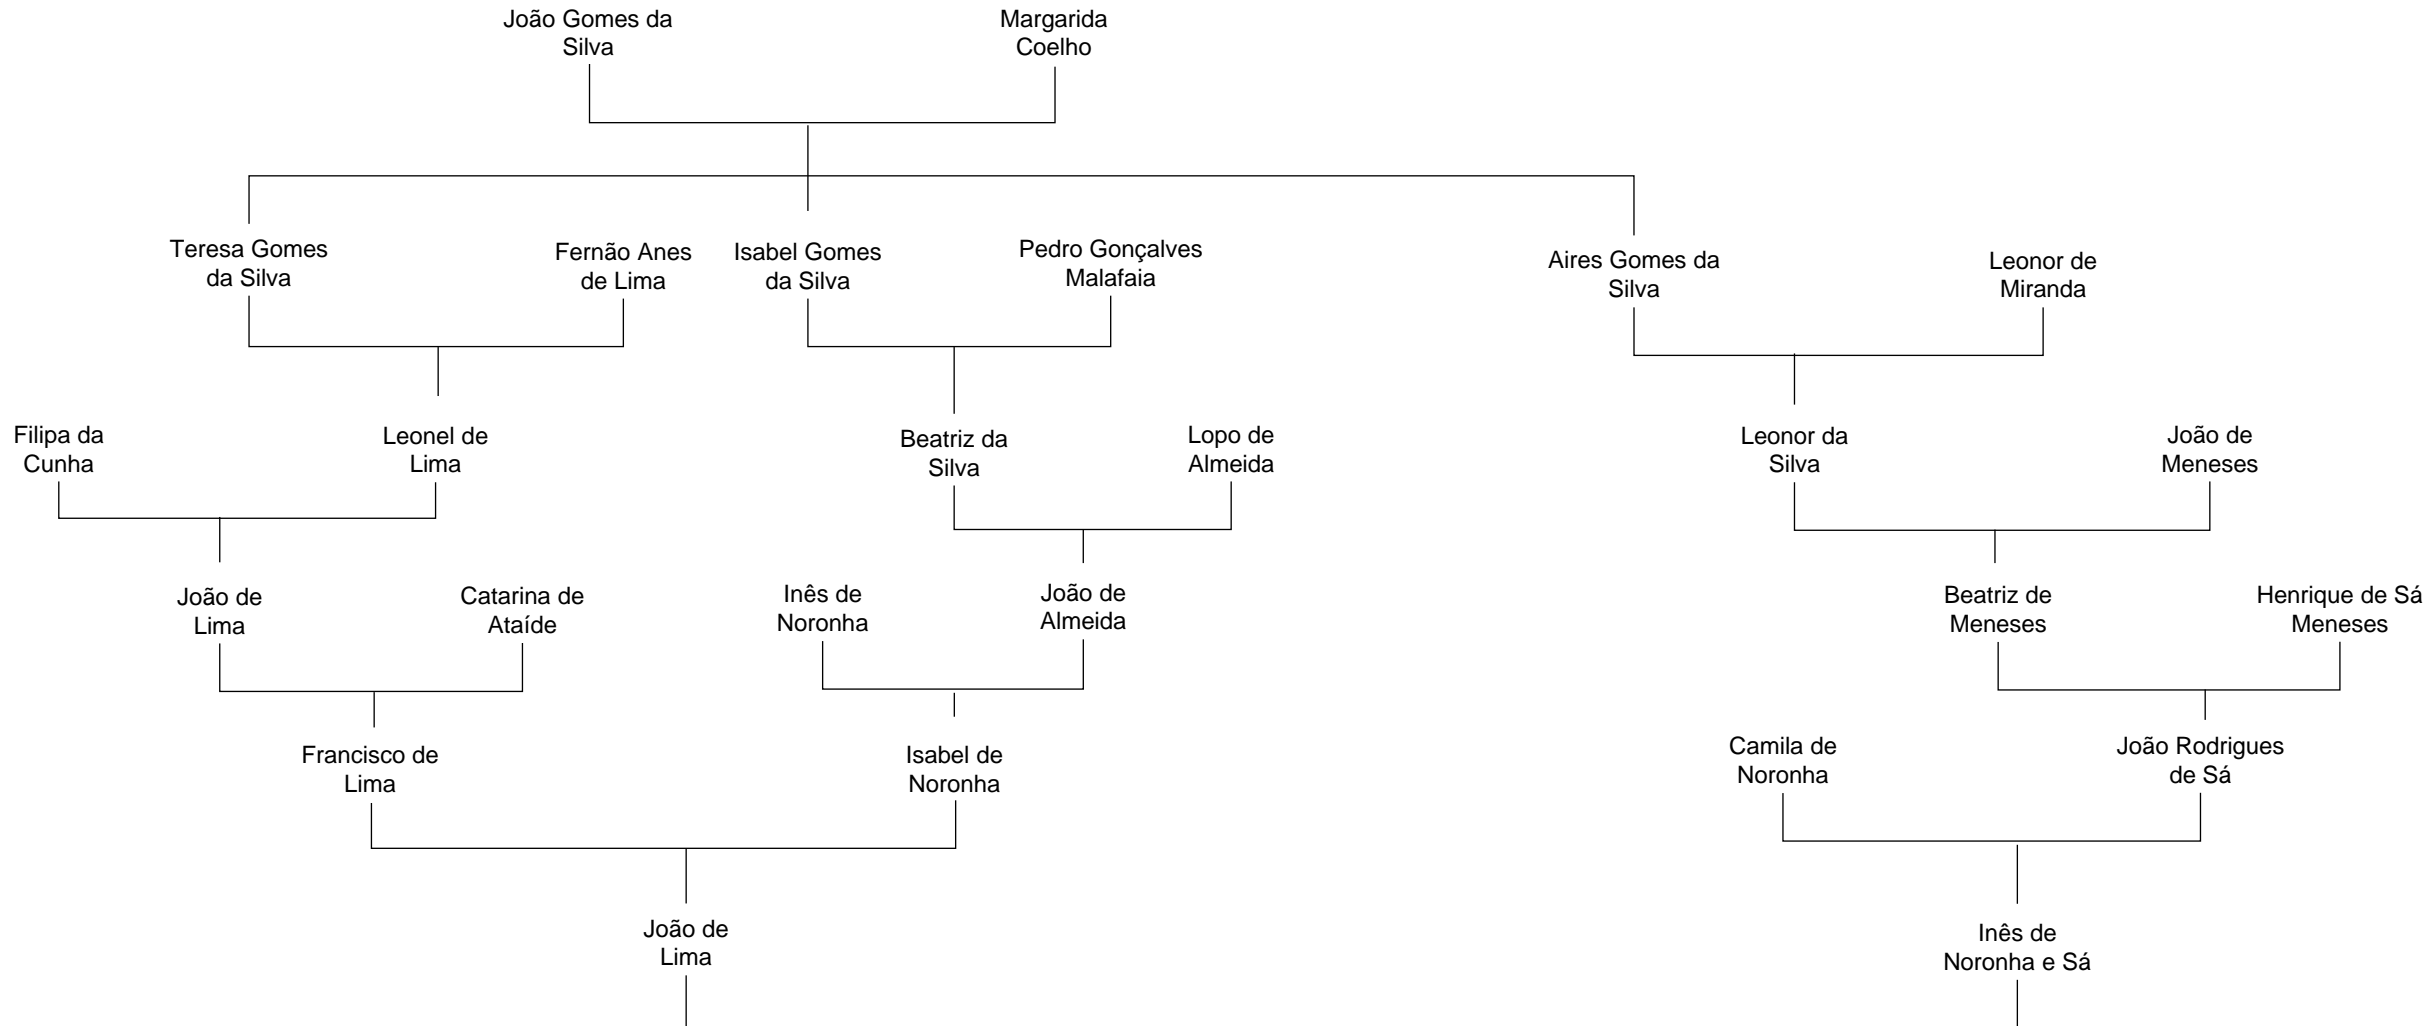 João Gomes da
Silva
Margarida
Coelho
Teresa Gomes
da Silva
Fernão Anes
de Lima
Isabel Gomes
da Silva
Pedro Gonçalves
Malafaia
Aires Gomes da
Silva
Leonor de
Miranda
Filipa da
Cunha
Leonel de
Lima
Beatriz da
Silva
Lopo de
Almeida
Leonor da
Silva
João de
Meneses
João de
Lima
Catarina de
Ataíde
Inês de
Noronha
João de
Almeida
Beatriz de
Meneses
Henrique de Sá
Meneses
Francisco de
Lima
Isabel de
Noronha
Camila de
Noronha
João Rodrigues
de Sá
João de
Lima
Inês de
Noronha e Sá